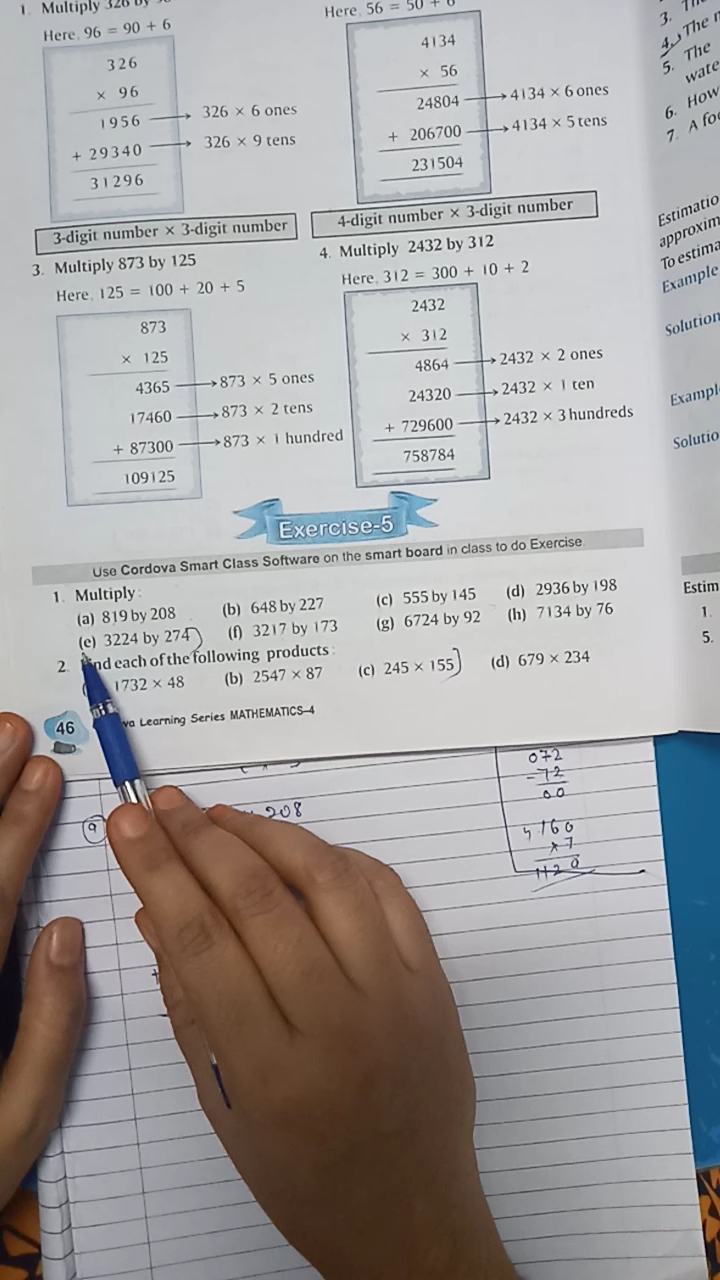 1. Multiply 326 by
Here, 96 = 90 + 6
326
× 96
1956 → 326 × 6 ones
+ 29340 → 326 × 9 tens
31296
Here, 56 = 50 + 6
4134
× 56
24804 → 4134 × 6 ones
+ 206700 → 4134 × 5 tens
231504
3-digit number × 3-digit number
3. Multiply 873 by 125
Here, 125 = 100 + 20 + 5
873
× 125
4365 → 873 × 5 ones
17460 → 873 × 2 tens
+ 87300 → 873 × 1 hundred
109125
4-digit number × 3-digit number
4. Multiply 2432 by 312
Here, 312 = 300 + 10 + 2
2432
× 312
4864 → 2432 × 2 ones
24320 → 2432 × 1 ten
+ 729600 → 2432 × 3 hundreds
758784
Exercise-5
Use Cordova Smart Class Software on the smart board in class to do Exercise.
1. Multiply:
(a) 819 by 208 (b) 648 by 227 (c) 555 by 145 (d) 2936 by 198
(e) 3224 by 274 (f) 3217 by 173 (g) 6724 by 92 (h) 7134 by 76
2. nd each of the following products:
1732 × 48 (b) 2547 × 87 (c) 245 × 155 (d) 679 × 234
46 va Learning Series MATHEMATICS–4
3.
4. The
5. The
wate
6. How
7. A fo
Estimatio
approxim
To estima
Example
Solution
Exampl
Solutio
Estim
1.
5.
208
072
-72
00
160
×7
1120